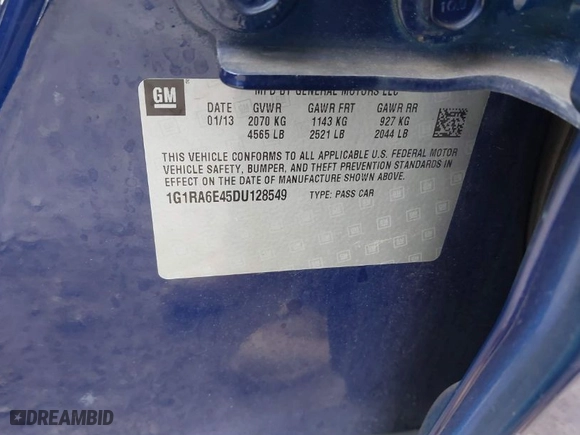 MFD BY GENERAL MOTORS LLC
GM
DATE GVWR GAWR FRT GAWR RR
01/13 2070 KG 1143 KG 927 KG
4565 LB 2521 LB 2044 LB
THIS VEHICLE CONFORMS TO ALL APPLICABLE U.S. FEDERAL MOTOR
VEHICLE SAFETY, BUMPER, AND THEFT PREVENTION STANDARDS IN
EFFECT ON THE DATE OF MANUFACTURE SHOWN ABOVE.
1G1RA6E45DU128549 TYPE: PASS CAR
DREAMBID